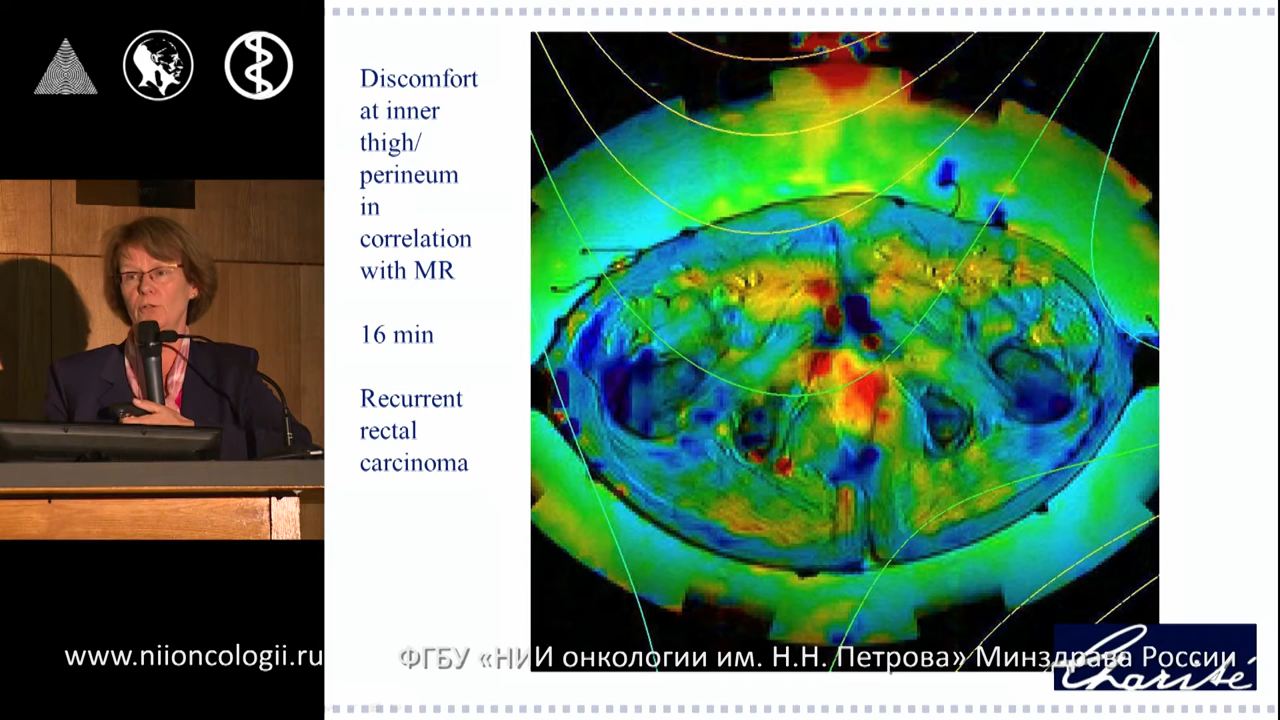 Discomfort
at inner
thigh/
perineum
in
correlation
with MR
16 min
Recurrent
rectal
carcinoma
www.niioncologii.ru
ФГБУ «НИИ онкологии им. Н.Н. Петрова» Минздрава России
Charité